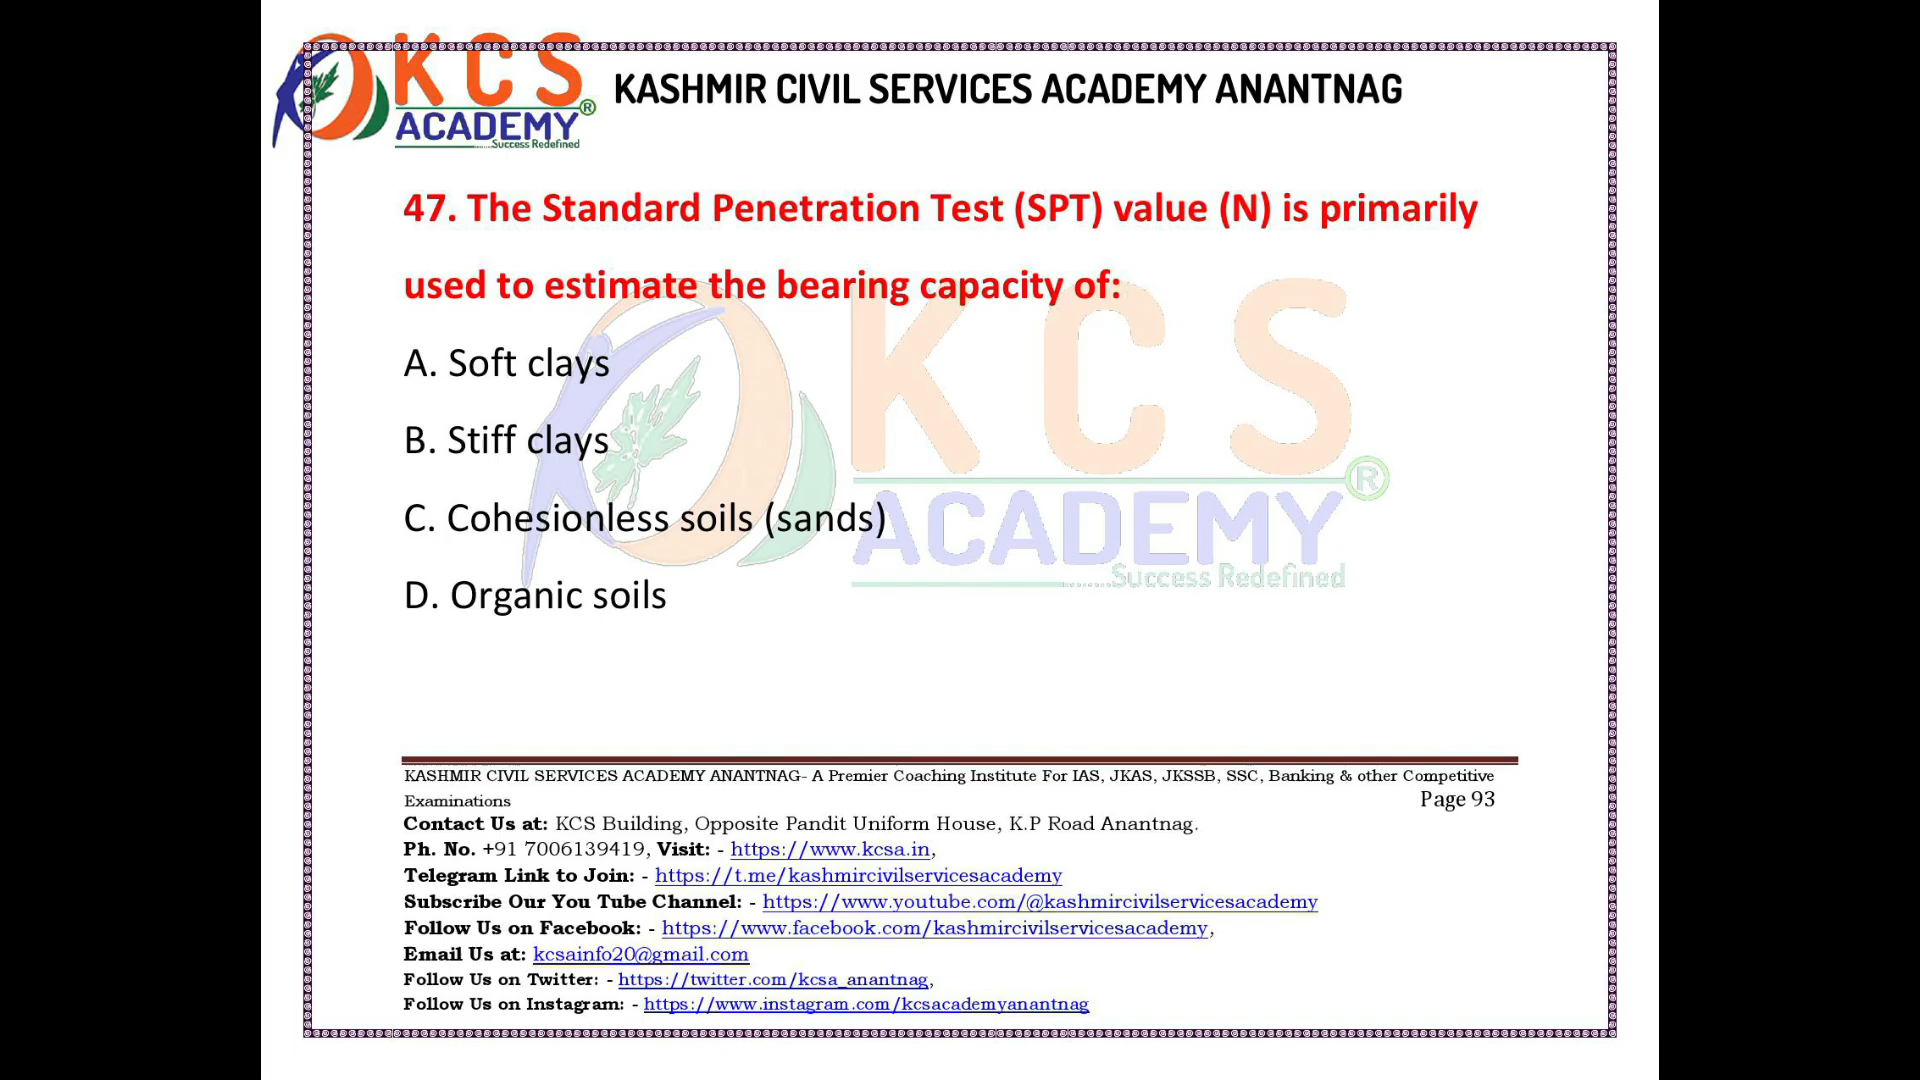 KCS
ACADEMY®
......Success Redefined
KASHMIR CIVIL SERVICES ACADEMY ANANTNAG
47. The Standard Penetration Test (SPT) value (N) is primarily
used to estimate the bearing capacity of:
A. Soft clays
B. Stiff clays
C. Cohesionless soils (sands)
D. Organic soils
KCS
ACADEMY®
.......Success Redefined
KASHMIR CIVIL SERVICES ACADEMY ANANTNAG- A Premier Coaching Institute For IAS, JKAS, JKSSB, SSC, Banking & other Competitive
Examinations Page 93
Contact Us at: KCS Building, Opposite Pandit Uniform House, K.P Road Anantnag.
Ph. No. +91 7006139419, Visit: - https://www.kcsa.in,
Telegram Link to Join: - https://t.me/kashmircivilservicesacademy
Subscribe Our You Tube Channel: - https://www.youtube.com/@kashmircivilservicesacademy
Follow Us on Facebook: - https://www.facebook.com/kashmircivilservicesacademy,
Email Us at: kcsainfo20@gmail.com
Follow Us on Twitter: - https://twitter.com/kcsa_anantnag,
Follow Us on Instagram: - https://www.instagram.com/kcsacademyanantnag